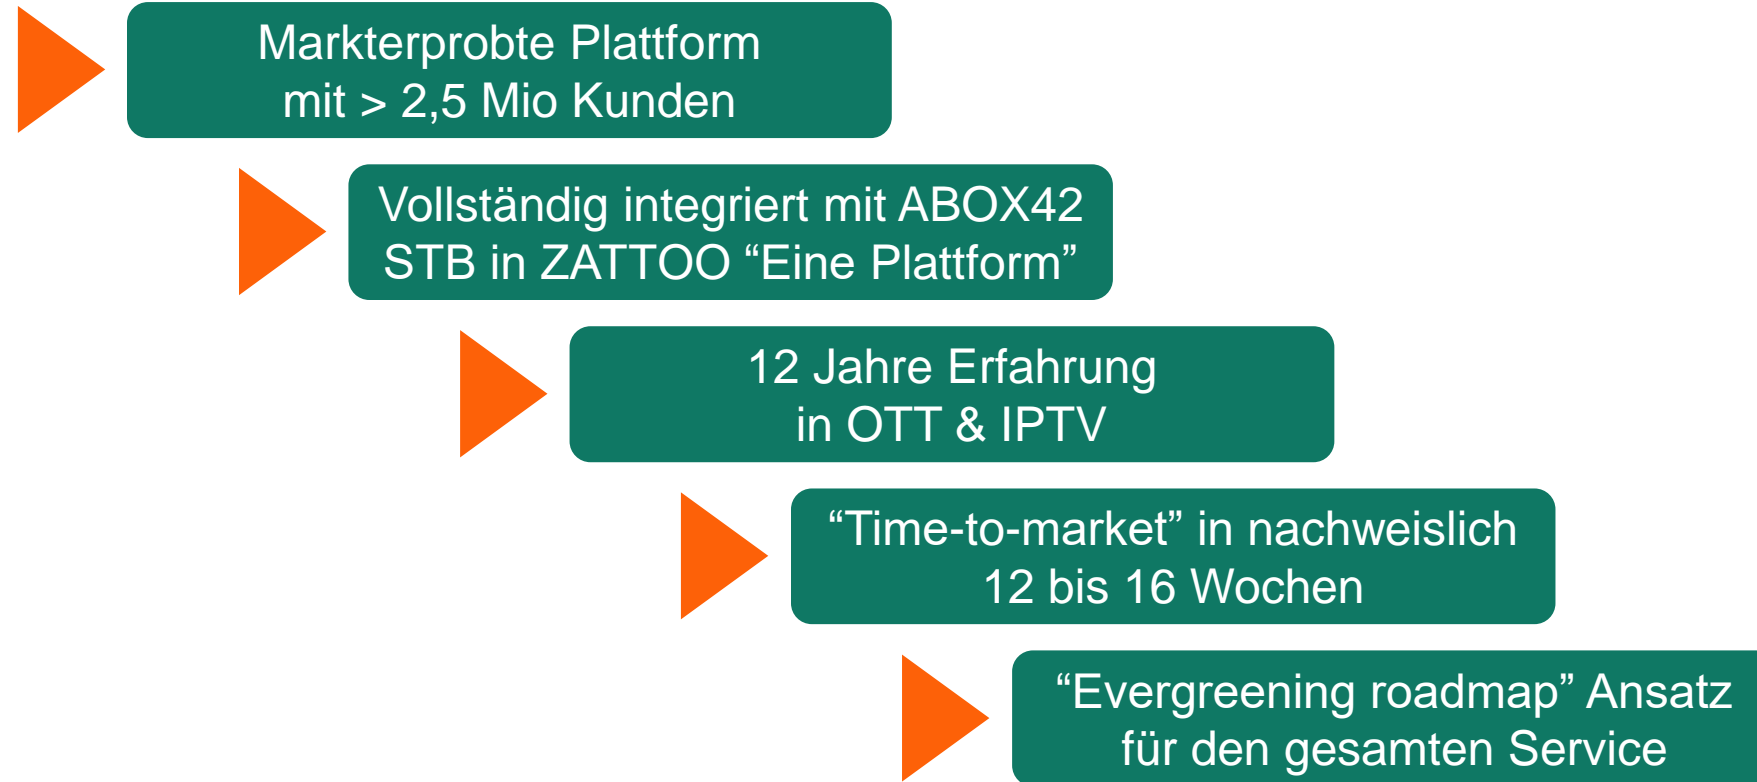 Markterprobte Plattform
mit > 2,5 Mio Kunden
Vollständig integriert mit ABOX42
STB in ZATTOO “Eine Plattform”
12 Jahre Erfahrung
in OTT & IPTV
“Time-to-market” in nachweislich
12 bis 16 Wochen
“Evergreening roadmap” Ansatz
für den gesamten Service